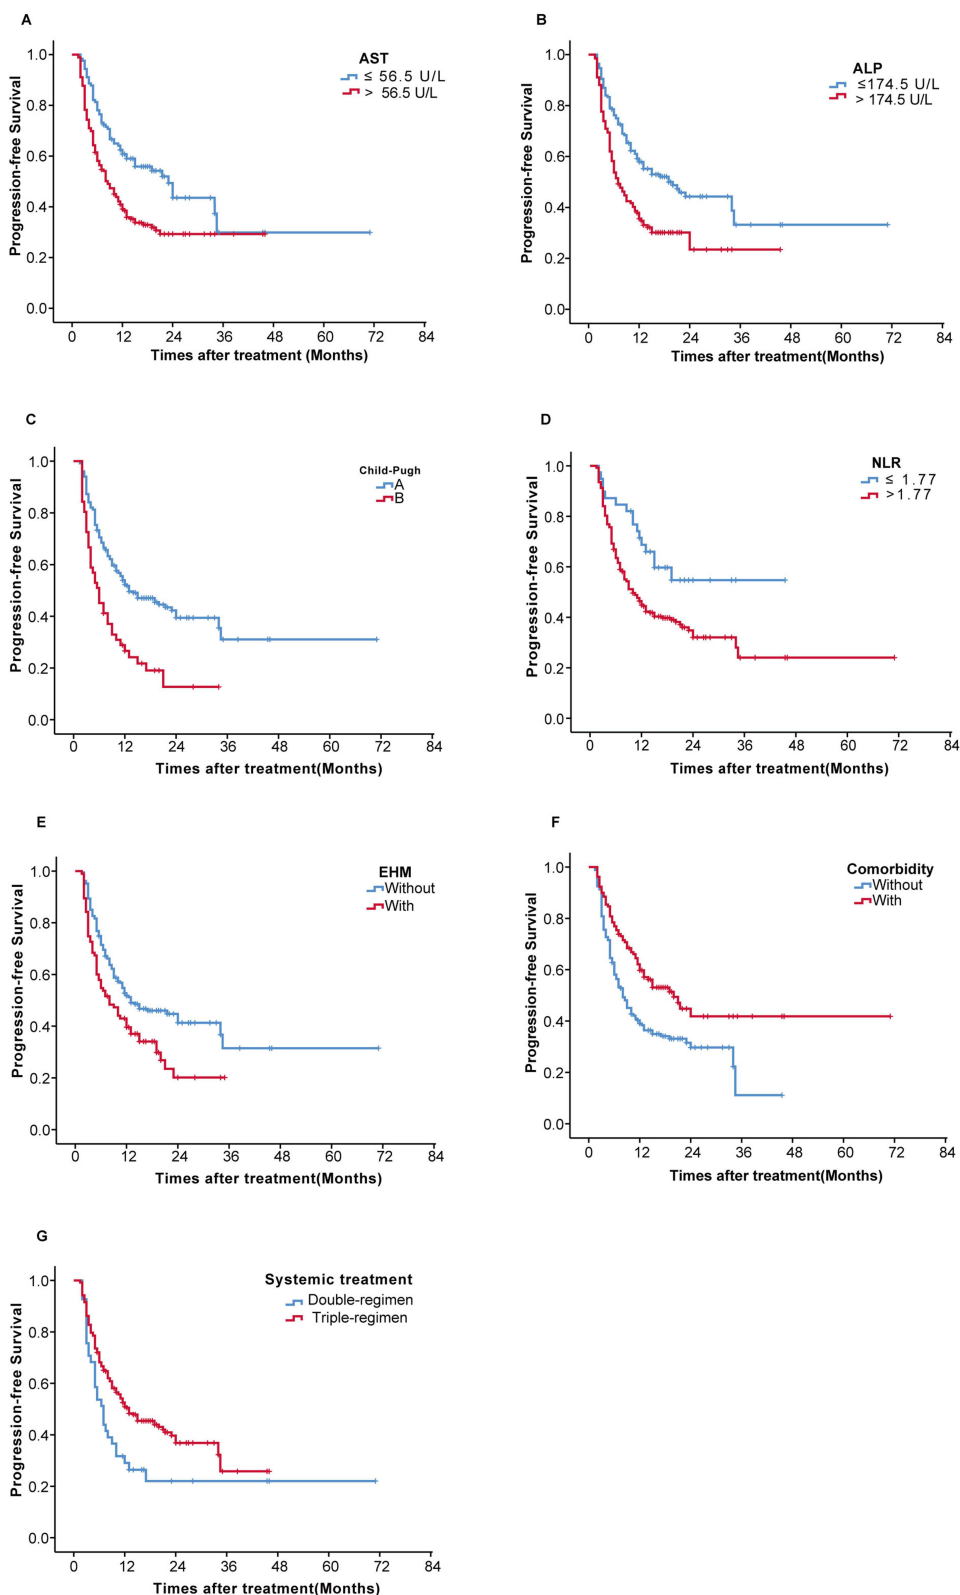 A
AST
≤ 56.5 U/L
> 56.5 U/L
Progression-free Survival
1.0
0.8
0.6
0.4
0.2
0.0
0 12 24 36 48 60 72 84
Times after treatment (Months)
B
ALP
≤174.5 U/L
> 174.5 U/L
Progression-free Survival
1.0
0.8
0.6
0.4
0.2
0.0
0 12 24 36 48 60 72 84
Times after treatment(Months)
C
Child-Pugh
A
B
Progression-free Survival
1.0
0.8
0.6
0.4
0.2
0.0
0 12 24 36 48 60 72 84
Times after treatment(Months)
D
NLR
≤ 1.77
>1.77
Progression-free Survival
1.0
0.8
0.6
0.4
0.2
0.0
0 12 24 36 48 60 72 84
Times after treatment(Months)
E
EHM
Without
With
Progression-free Survival
1.0
0.8
0.6
0.4
0.2
0.0
0 12 24 36 48 60 72 84
Times after treatment(Months)
F
Comorbidity
Without
With
Progression-free Survival
1.0
0.8
0.6
0.4
0.2
0.0
0 12 24 36 48 60 72 84
Times after treatment(Months)
G
Systemic treatment
Double-regimen
Triple-regimen
Progression-free Survival
1.0
0.8
0.6
0.4
0.2
0.0
0 12 24 36 48 60 72 84
Times after treatment(Months)